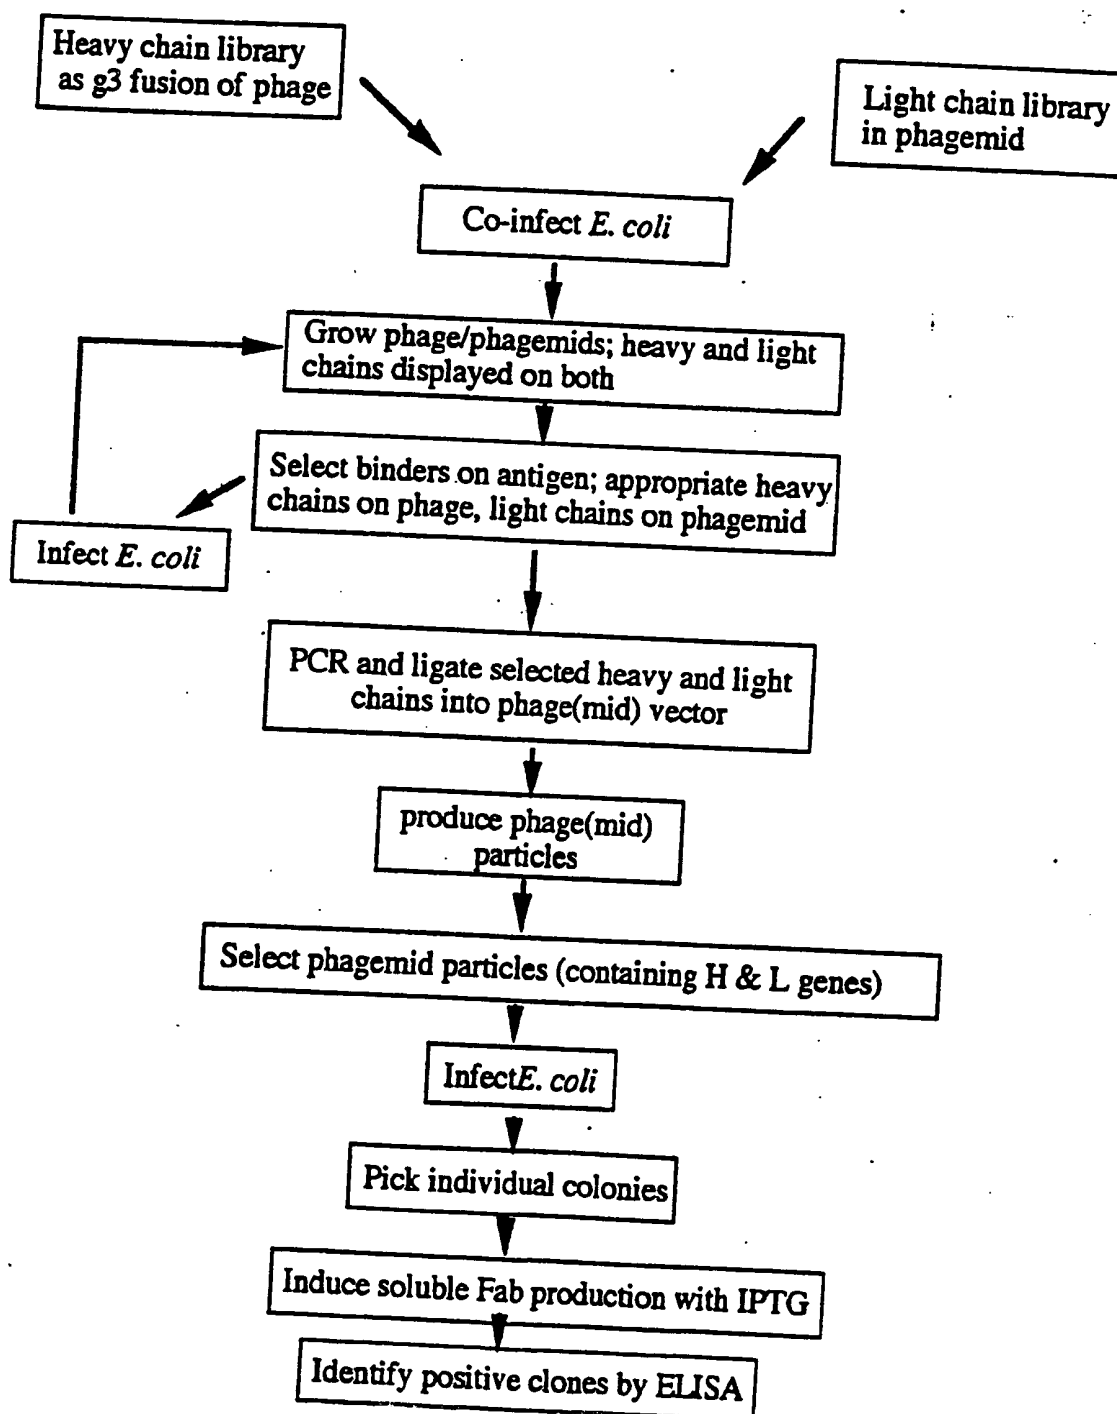 Heavy chain library
as g3 fusion of phage
Light chain library
in phagemid
Co-infect E. coli
Grow phage/phagemids; heavy and light
chains displayed on both
Select binders on antigen; appropriate heavy
chains on phage, light chains on phagemid
Infect E. coli
PCR and ligate selected heavy and light
chains into phage(mid) vector
produce phage(mid)
particles
Select phagemid particles (containing H & L genes)
InfectE. coli
Pick individual colonies
Induce soluble Fab production with IPTG
Identify positive clones by ELISA